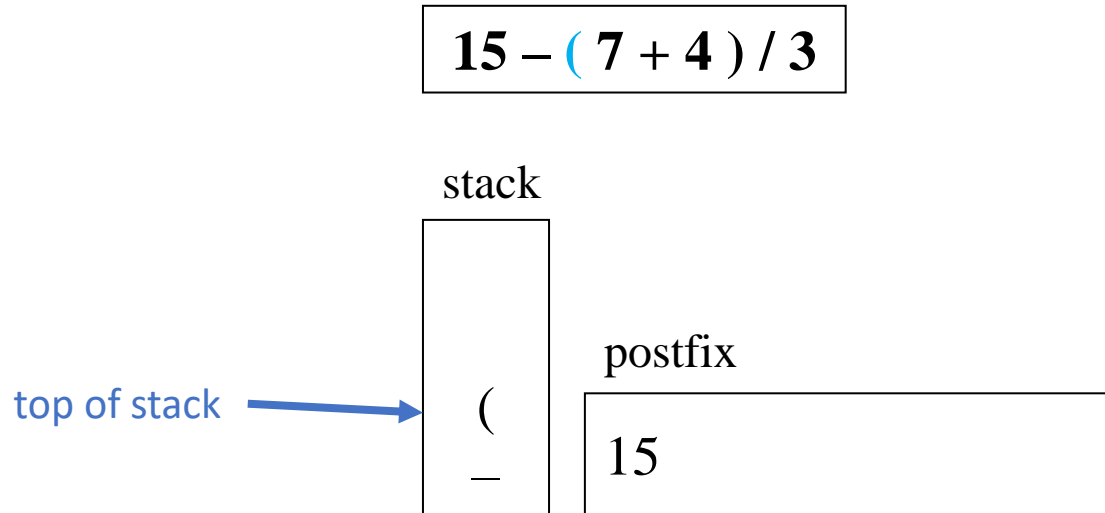 15 – ( 7 + 4 ) / 3
stack
postfix
top of stack
(
–
15